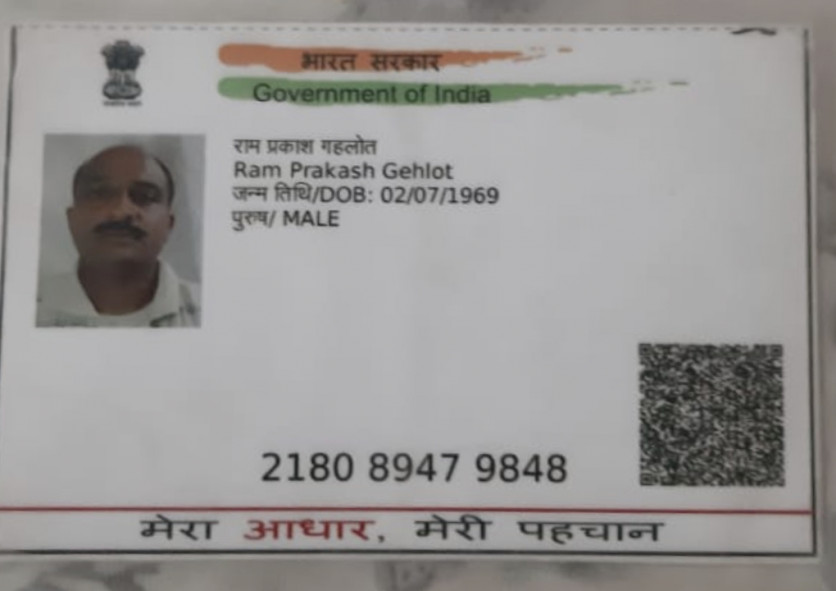 भारत सरकार
Government of India
राम प्रकाश गहलोत
Ram Prakash Gehlot
जन्म तिथि/DOB: 02/07/1969
पुरुष/ MALE
2180 8947 9848
मेरा आधार, मेरी पहचान